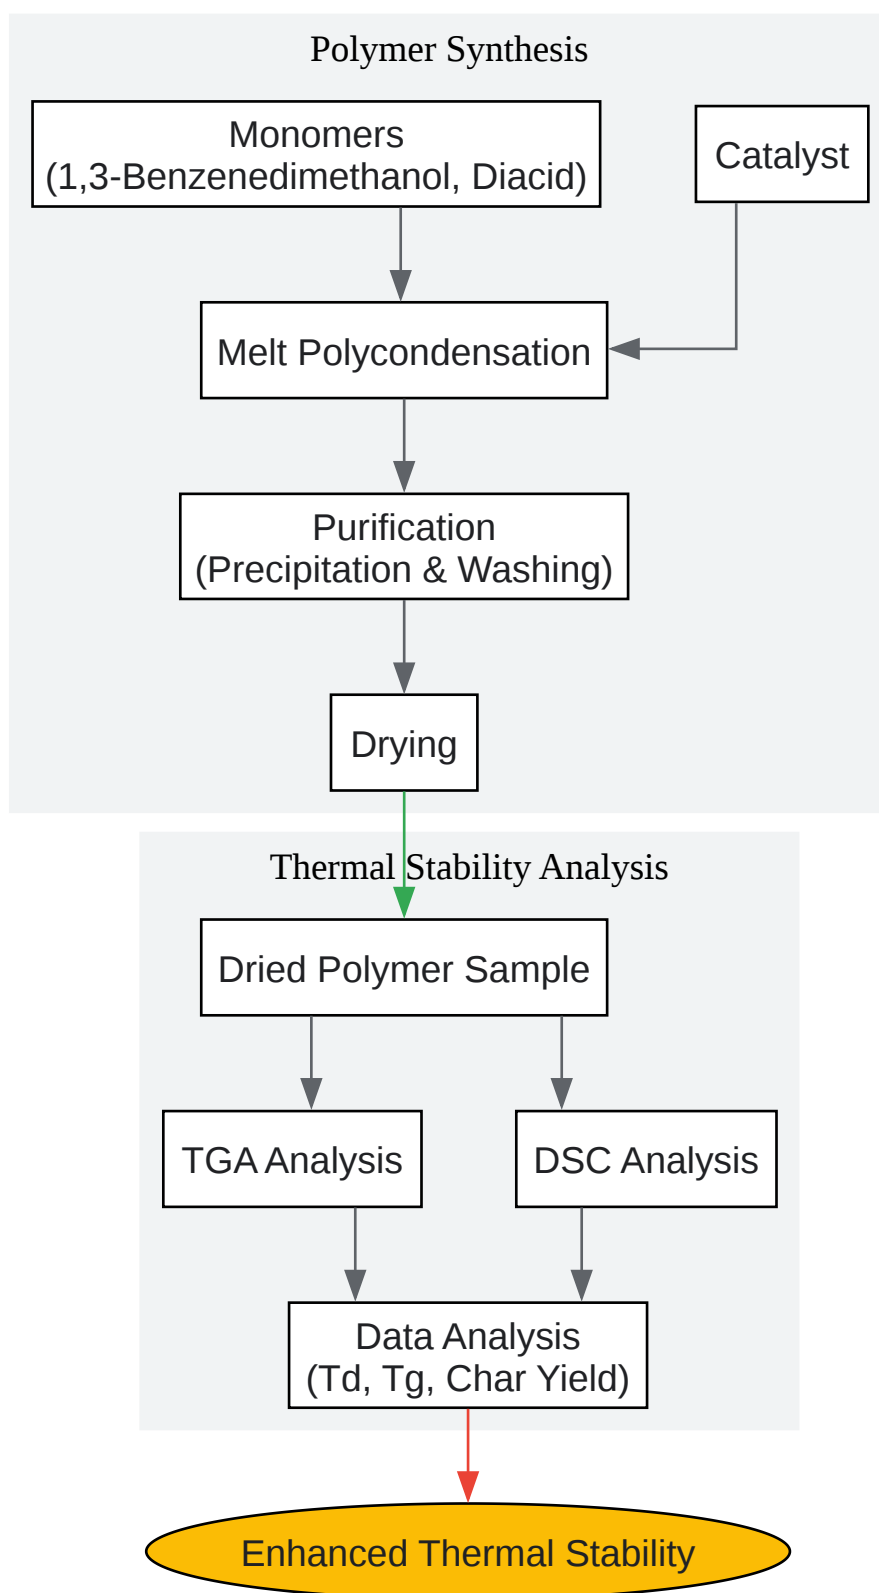 Polymer Synthesis
Monomers
(1,3-Benzenedimethanol, Diacid)
Catalyst
Melt Polycondensation
Purification
(Precipitation & Washing)
Drying
Thermal Stability Analysis
Dried Polymer Sample
TGA Analysis
DSC Analysis
Data Analysis
(Td, Tg, Char Yield)
Enhanced Thermal Stability